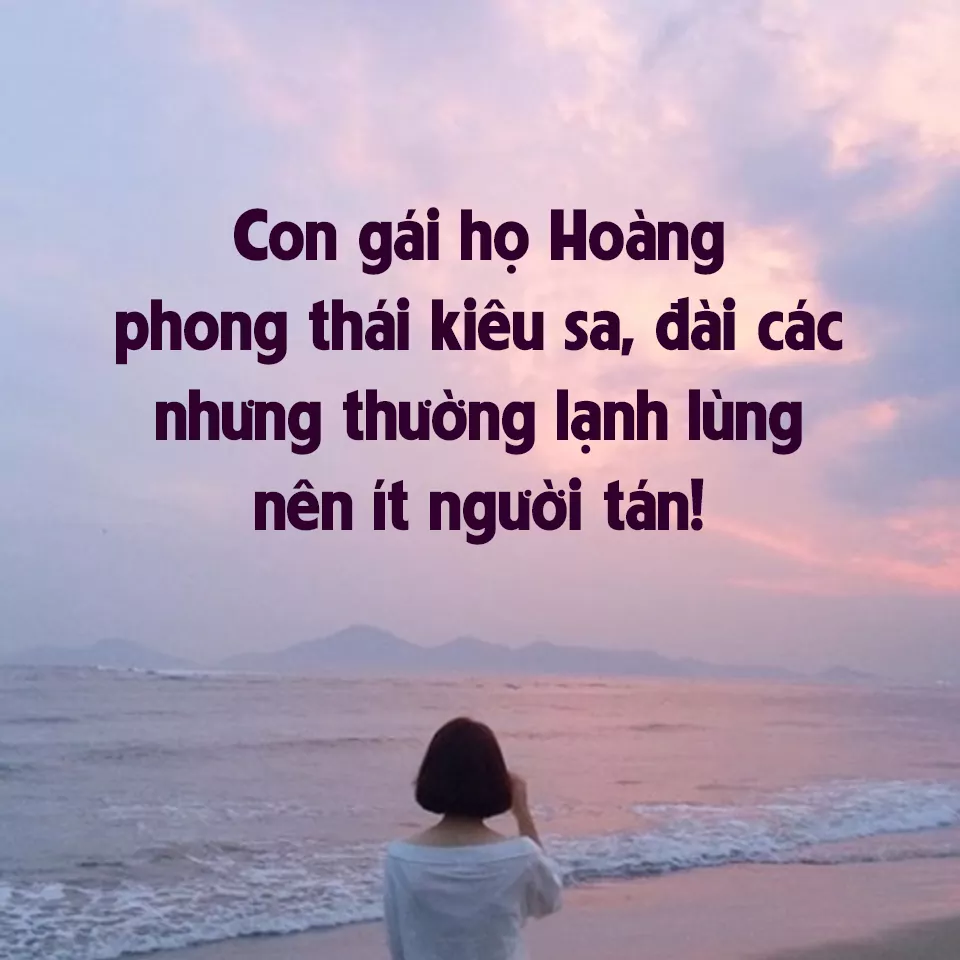 Con gái họ Hoàng
phong thái kiêu sa, đài các
nhưng thường lạnh lùng
nên ít người tán!